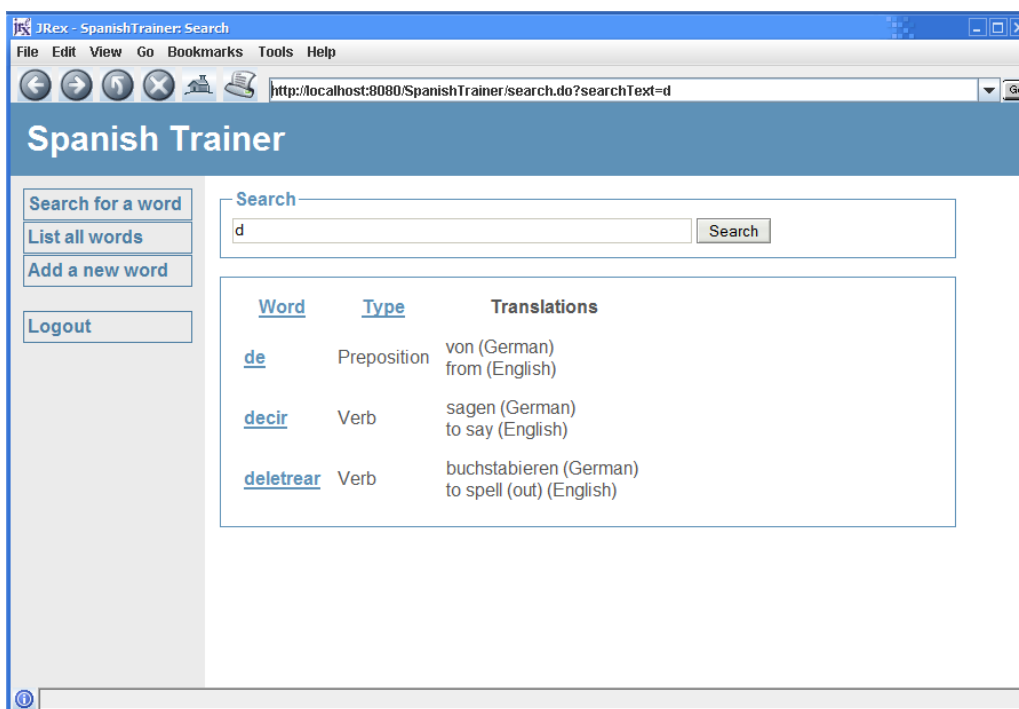 JRex - SpanishTrainer: Search
File Edit View Go Bookmarks Tools Help
http://localhost:8080/SpanishTrainer/search.do?searchText=d
Spanish Trainer
Search for a word
List all words
Add a new word
Logout
Search
d Search
Word Type Translations
de Preposition von (German)
from (English)
decir Verb sagen (German)
to say (English)
deletrear Verb buchstabieren (German)
to spell (out) (English)